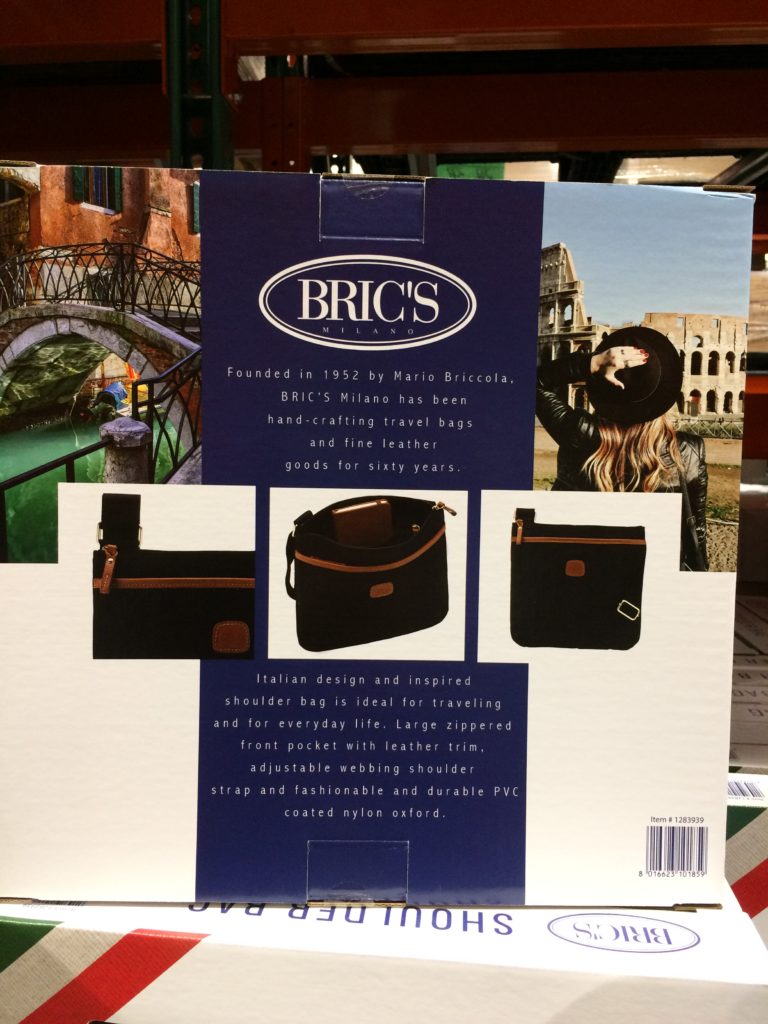 BRIC'S
MILANO
Founded in 1952 by Mario Briccola,
BRIC'S Milano has been
hand-crafting travel bags
and fine leather
goods for sixty years.
Italian design and inspired
shoulder bag is ideal for traveling
and for everyday life. Large zippered
front pocket with leather trim,
adjustable webbing shoulder
strap and fashionable and durable PVC
coated nylon oxford.
Item # 1283939
8 016623 101859
SHOULDER BAG
BRIC'S